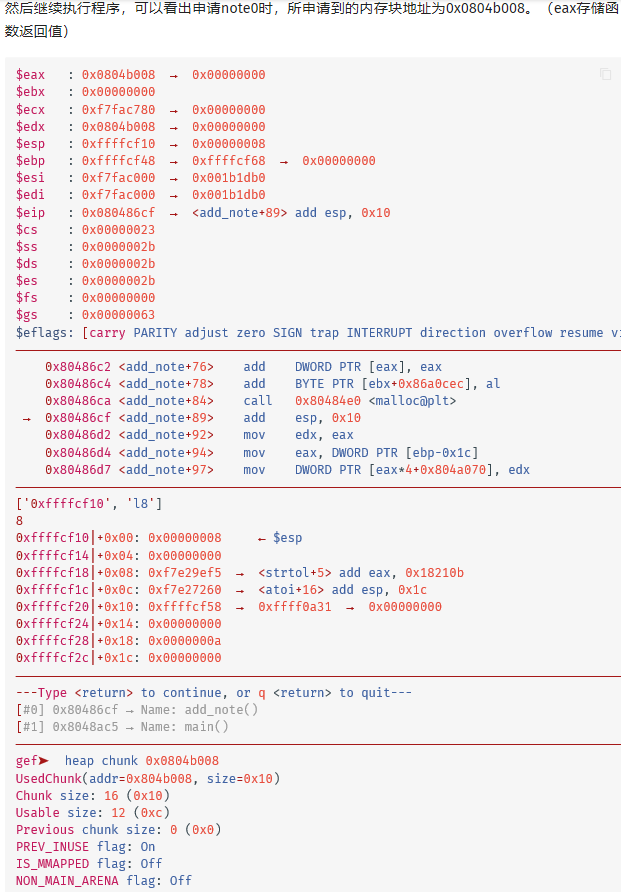 然后继续执行程序，可以看出申请note0时，所申请到的内存块地址为0x0804b008。（eax存储函
数返回值）
$eax   : 0x0804b008  →  0x00000000
$ebx   : 0x00000000
$ecx   : 0xf7fac780  →  0x00000000
$edx   : 0x0804b008  →  0x00000000
$esp   : 0xffffcf10  →  0x00000008
$ebp   : 0xffffcf48  →  0xffffcf68  →  0x00000000
$esi   : 0xf7fac000  →  0x001b1db0
$edi   : 0xf7fac000  →  0x001b1db0
$eip   : 0x080486cf  →  <add_note+89> add esp, 0x10
$cs    : 0x00000023
$ss    : 0x0000002b
$ds    : 0x0000002b
$es    : 0x0000002b
$fs    : 0x00000000
$gs    : 0x00000063
$eflags: [carry PARITY adjust zero SIGN trap INTERRUPT direction overflow resume
0x80486c2 <add_note+76>    add    DWORD PTR [eax], eax
0x80486c4 <add_note+78>    add    BYTE PTR [ebx+0x86a0cec], al
0x80486ca <add_note+84>    call   0x80484e0 <malloc@plt>
→  0x80486cf <add_note+89>    add    esp, 0x10
0x80486d2 <add_note+92>    mov    edx, eax
0x80486d4 <add_note+94>    mov    eax, DWORD PTR [ebp-0x1c]
0x80486d7 <add_note+97>    mov    DWORD PTR [eax*4+0x804a070], edx
['0xffffcf10', 'l8']
8
0xffffcf10│+0x00: 0x00000008     ← $esp
0xffffcf14│+0x04: 0x00000000
0xffffcf18│+0x08: 0xf7e29ef5  →  <strtol+5> add eax, 0x18210b
0xffffcf1c│+0x0c: 0xf7e27260  →  <atoi+16> add esp, 0x1c
0xffffcf20│+0x10: 0xffffcf58  →  0xffff0a31  →  0x00000000
0xffffcf24│+0x14: 0x00000000
0xffffcf28│+0x18: 0x0000000a
0xffffcf2c│+0x1c: 0x00000000
---Type <return> to continue, or q <return> to quit---
[#0] 0x80486cf → Name: add_note()
[#1] 0x8048ac5 → Name: main()
gef➤  heap chunk 0x0804b008
UsedChunk(addr=0x804b008, size=0x10)
Chunk size: 16 (0x10)
Usable size: 12 (0xc)
Previous chunk size: 0 (0x0)
PREV_INUSE flag: On
IS_MMAPPED flag: Off
NON_MAIN_ARENA flag: Off